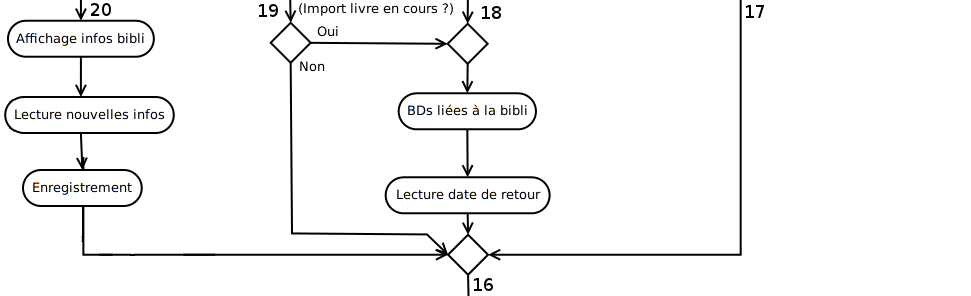 20
19
(Import livre en cours ?)
18
17
Affichage infos bibli
Oui
Non
Lecture nouvelles infos
BDs liées à la bibli
Enregistrement
Lecture date de retour
16